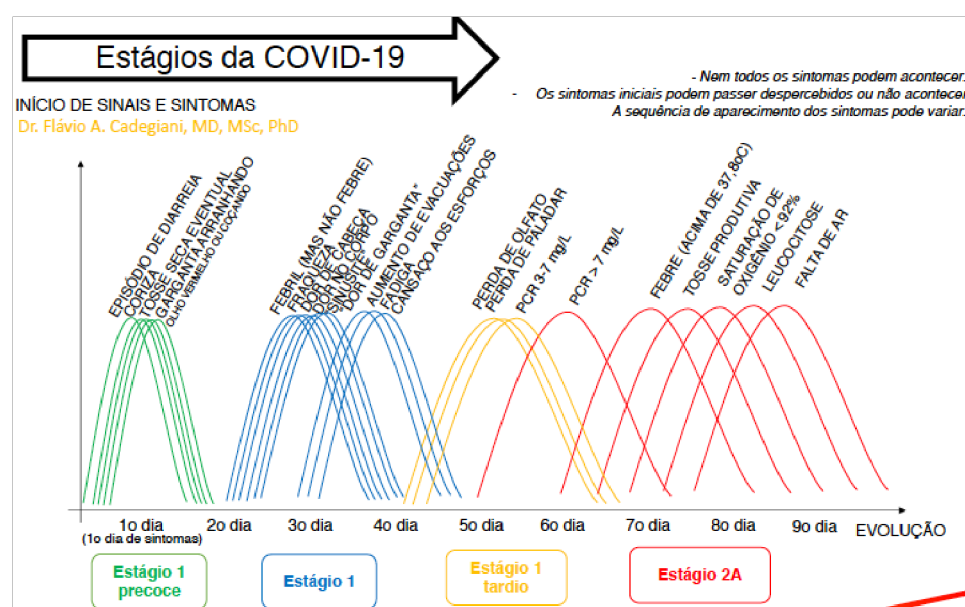 Estágios da COVID-19
- Nem todos os sintomas podem acontecer.
- Os sintomas iniciais podem passer despercebidos ou não acontecer
A sequência de aparecimento dos sintomas pode variar.
INÍCIO DE SINAIS E SINTOMAS
Dr. Flávio A. Cadegiani, MD, MSc, PhD
EPISÓDIO DE DIARREIA
CORIZA
TOSSE SECA EVENTUAL
GARGANTA ARRANHANDO
OLHO VERMELHO OU COÇANDO
FEBRIL (MAS NÃO FEBRE)
FRAQUEZA
DOR DE CABEÇA
DOR NO CORPO
"SINUSITE"
"DOR DE GARGANTA"
AUMENTO DE EVACUAÇÕES
FADIGA
CANSAÇO AOS ESFORÇOS
PERDA DE OLFATO
PERDA DE PALADAR
PCR 3-7 mg/L
PCR > 7 mg/L
FEBRE (ACIMA DE 37,8oC)
TOSSE PRODUTIVA
SATURAÇÃO DE
OXIGÊNIO < 92%
LEUCOCITOSE
FALTA DE AR
1o dia
2o dia
3o dia
4o dia
5o dia
6o dia
7o dia
8o dia
9o dia
EVOLUÇÃO
(1o dia de sintomas)
Estágio 1
precoce
Estágio 1
Estágio 1
tardio
Estágio 2A